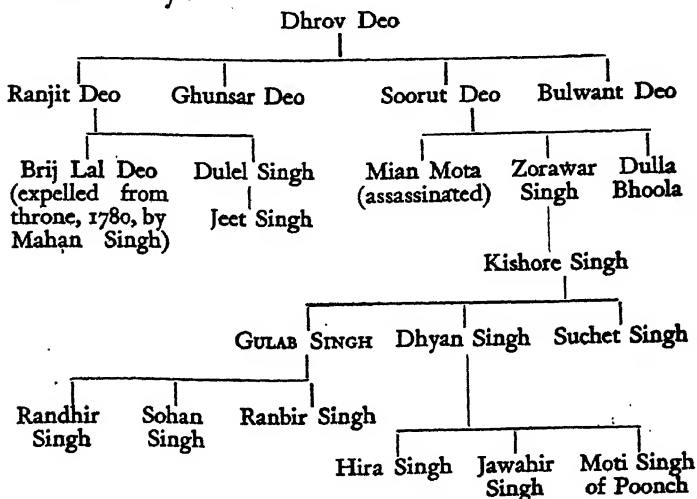 Dhrov Deo
Ranjit Deo Ghunsar Deo Soorut Deo Bulwant Deo
Brij Lal Deo
(expelled from
throne, 1780, by
Mahan Singh)
Dulel Singh
Jeet Singh
Mian Mota
(assassinated)
Zorawar
Singh
Dulla
Bhoola
Kishore Singh
GULAB SINGH Dhyan Singh Suchet Singh
Randhir
Singh
Sohan
Singh
Ranbir Singh
Hira Singh
Jawahir
Singh
Moti Singh
of Poonch